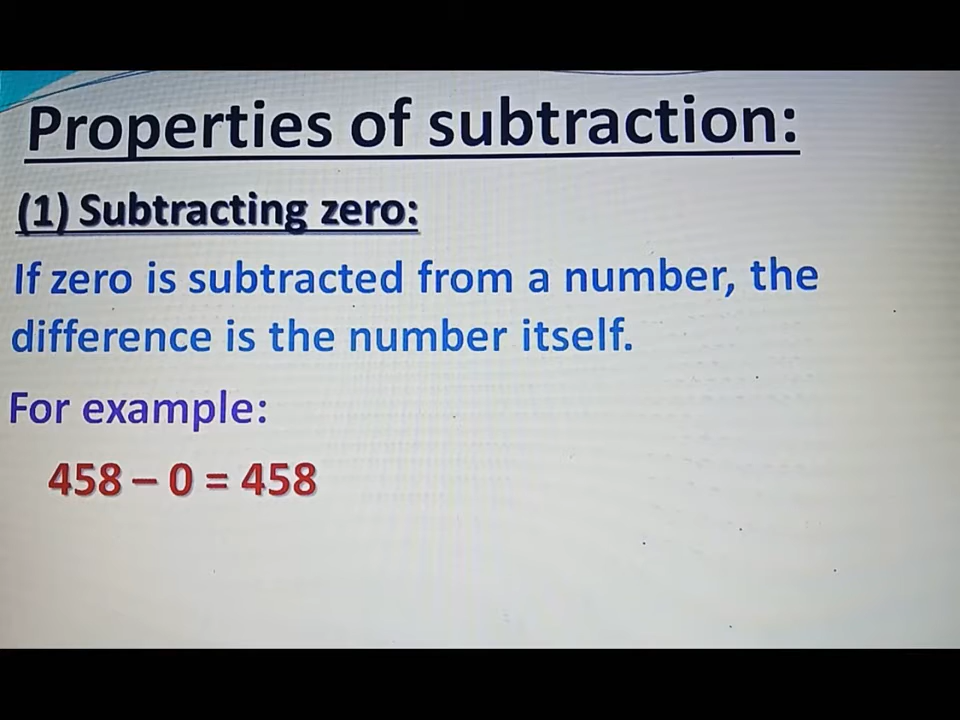 Properties of subtraction:
(1) Subtracting zero:
If zero is subtracted from a number, the
difference is the number itself.
For example:
458 – 0 = 458